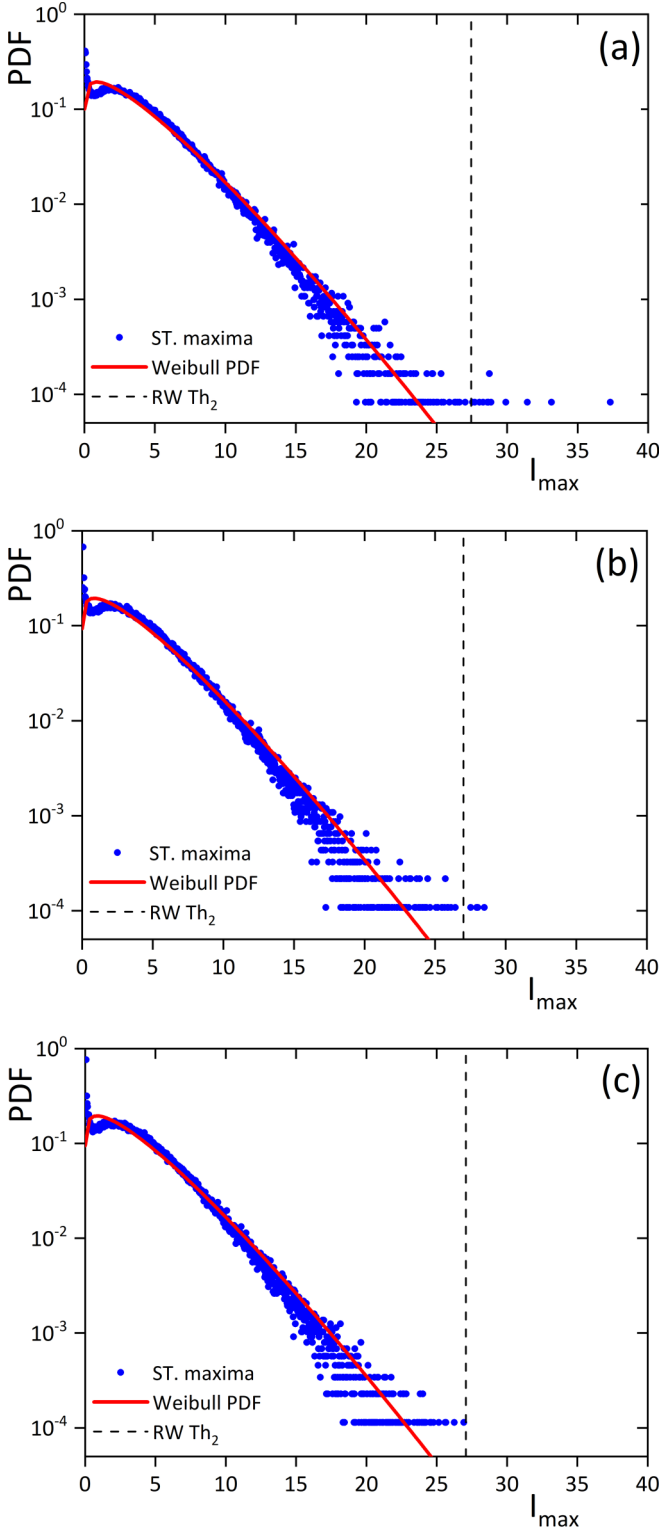 PDF
(a)
10^0
10^-1
10^-2
10^-3
10^-4
ST. maxima
Weibull PDF
RW Th_2
0 5 10 15 20 25 30 35 40
I_max
PDF
(b)
10^0
10^-1
10^-2
10^-3
10^-4
ST. maxima
Weibull PDF
RW Th_2
0 5 10 15 20 25 30 35 40
I_max
PDF
(c)
10^0
10^-1
10^-2
10^-3
10^-4
ST. maxima
Weibull PDF
RW Th_2
0 5 10 15 20 25 30 35 40
I_max